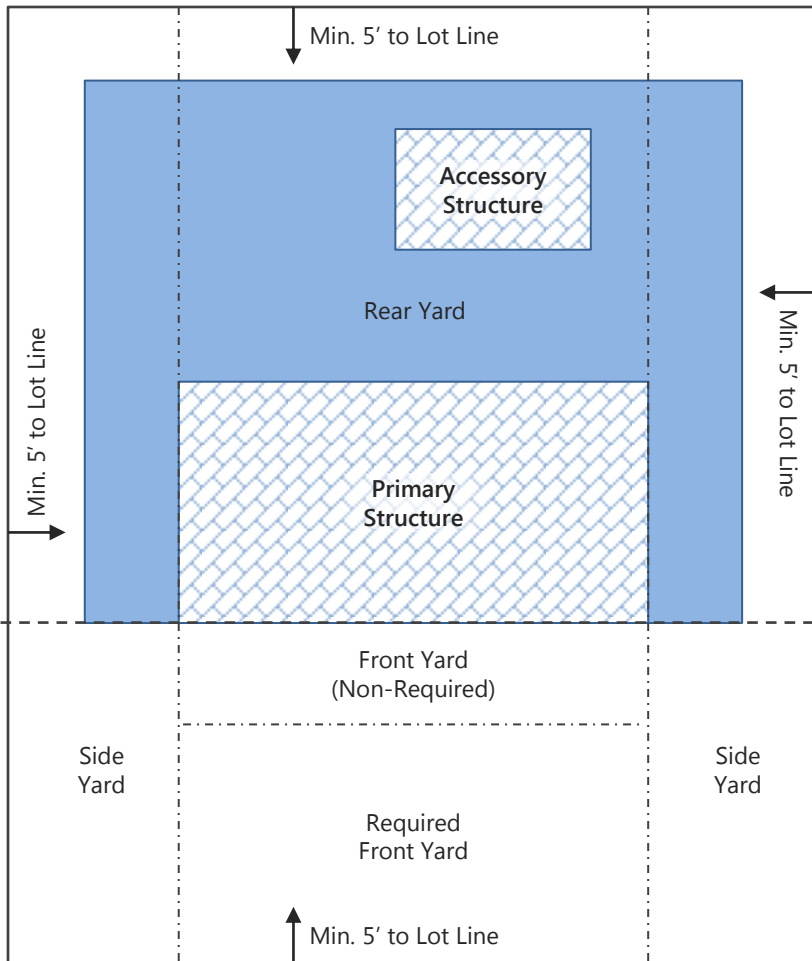 Min. 5’ to Lot Line
Accessory
Structure
Rear Yard
Min. 5’ to Lot Line
Min. 5’ to Lot Line
Primary
Structure
Front Yard
(Non-Required)
Side
Yard
Side
Yard
Required
Front Yard
Min. 5’ to Lot Line